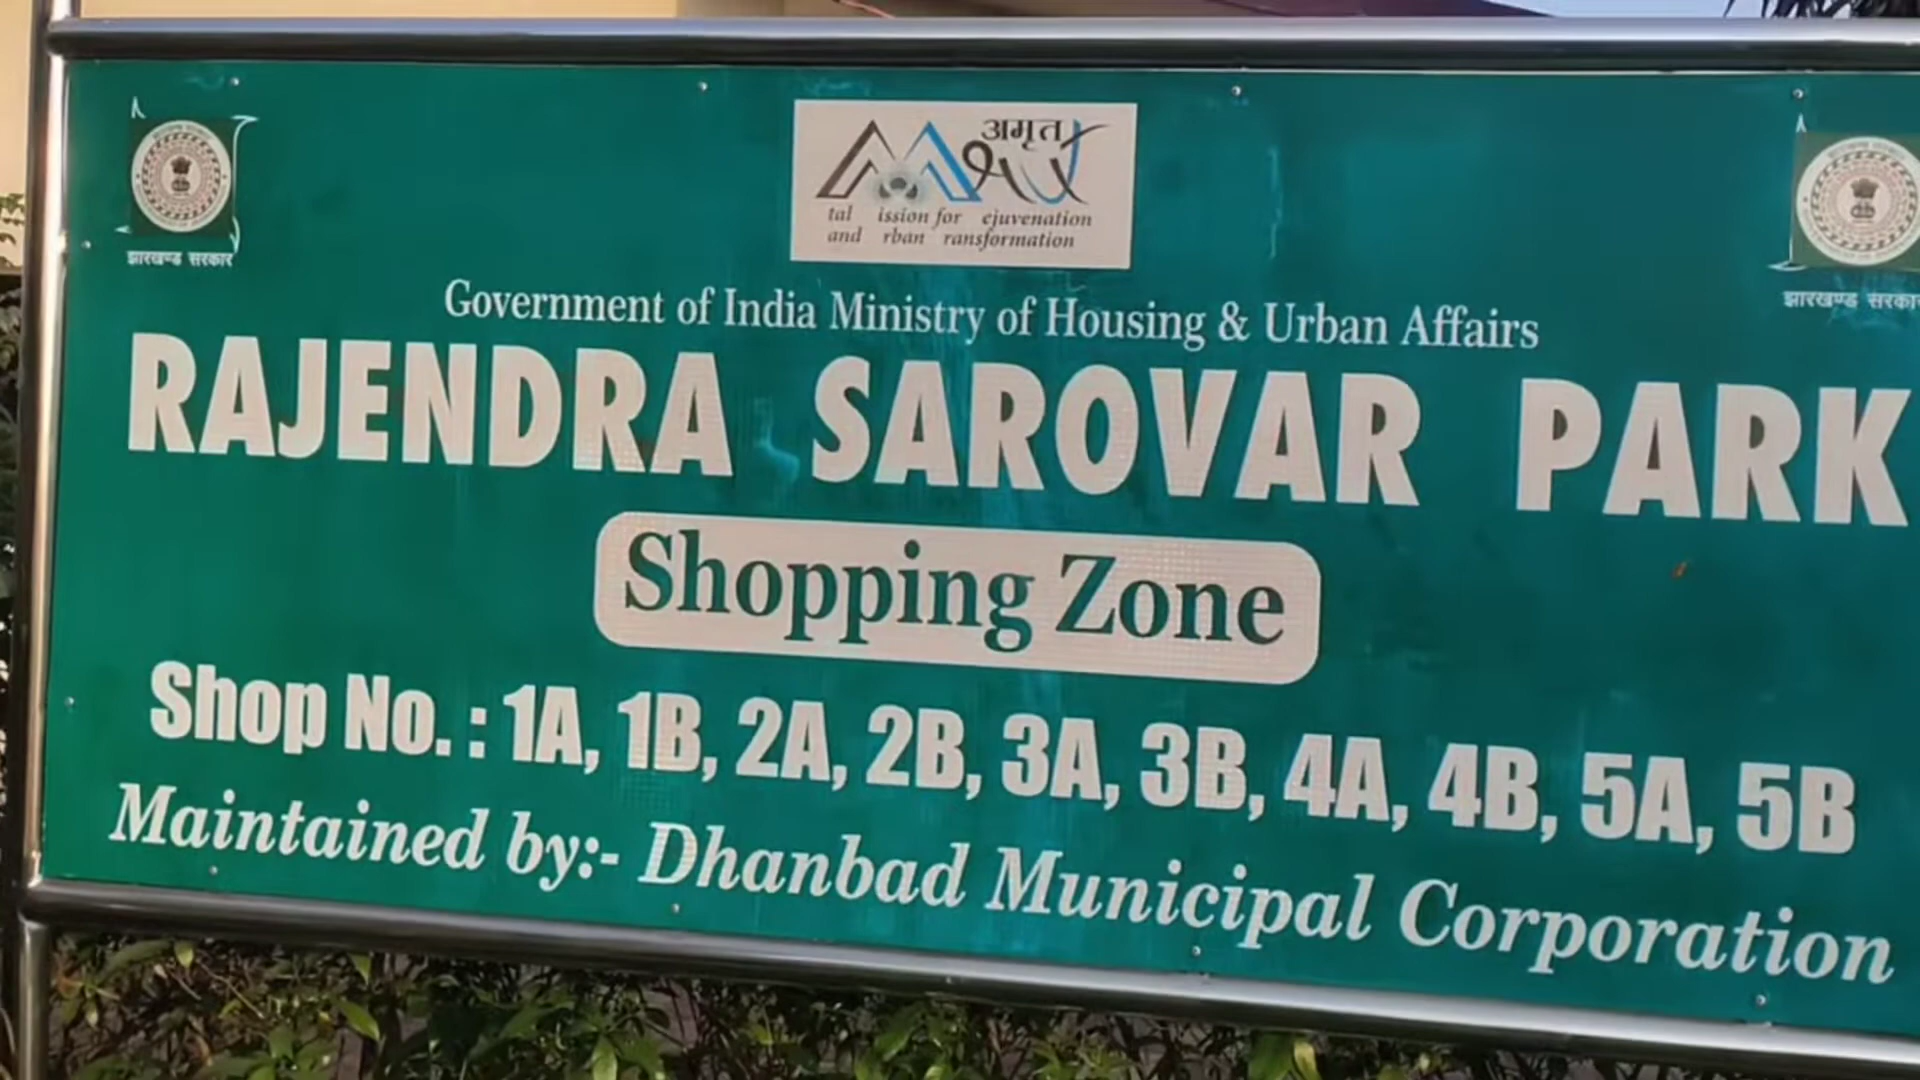 अमृत
tal ission for ejuvenation
and rban ransformation
झारखण्ड सरकार
झारखण्ड सरकार
Government of India Ministry of Housing & Urban Affairs
RAJENDRA SAROVAR PARK
Shopping Zone
Shop No. : 1A, 1B, 2A, 2B, 3A, 3B, 4A, 4B, 5A, 5B
Maintained by:- Dhanbad Municipal Corporation